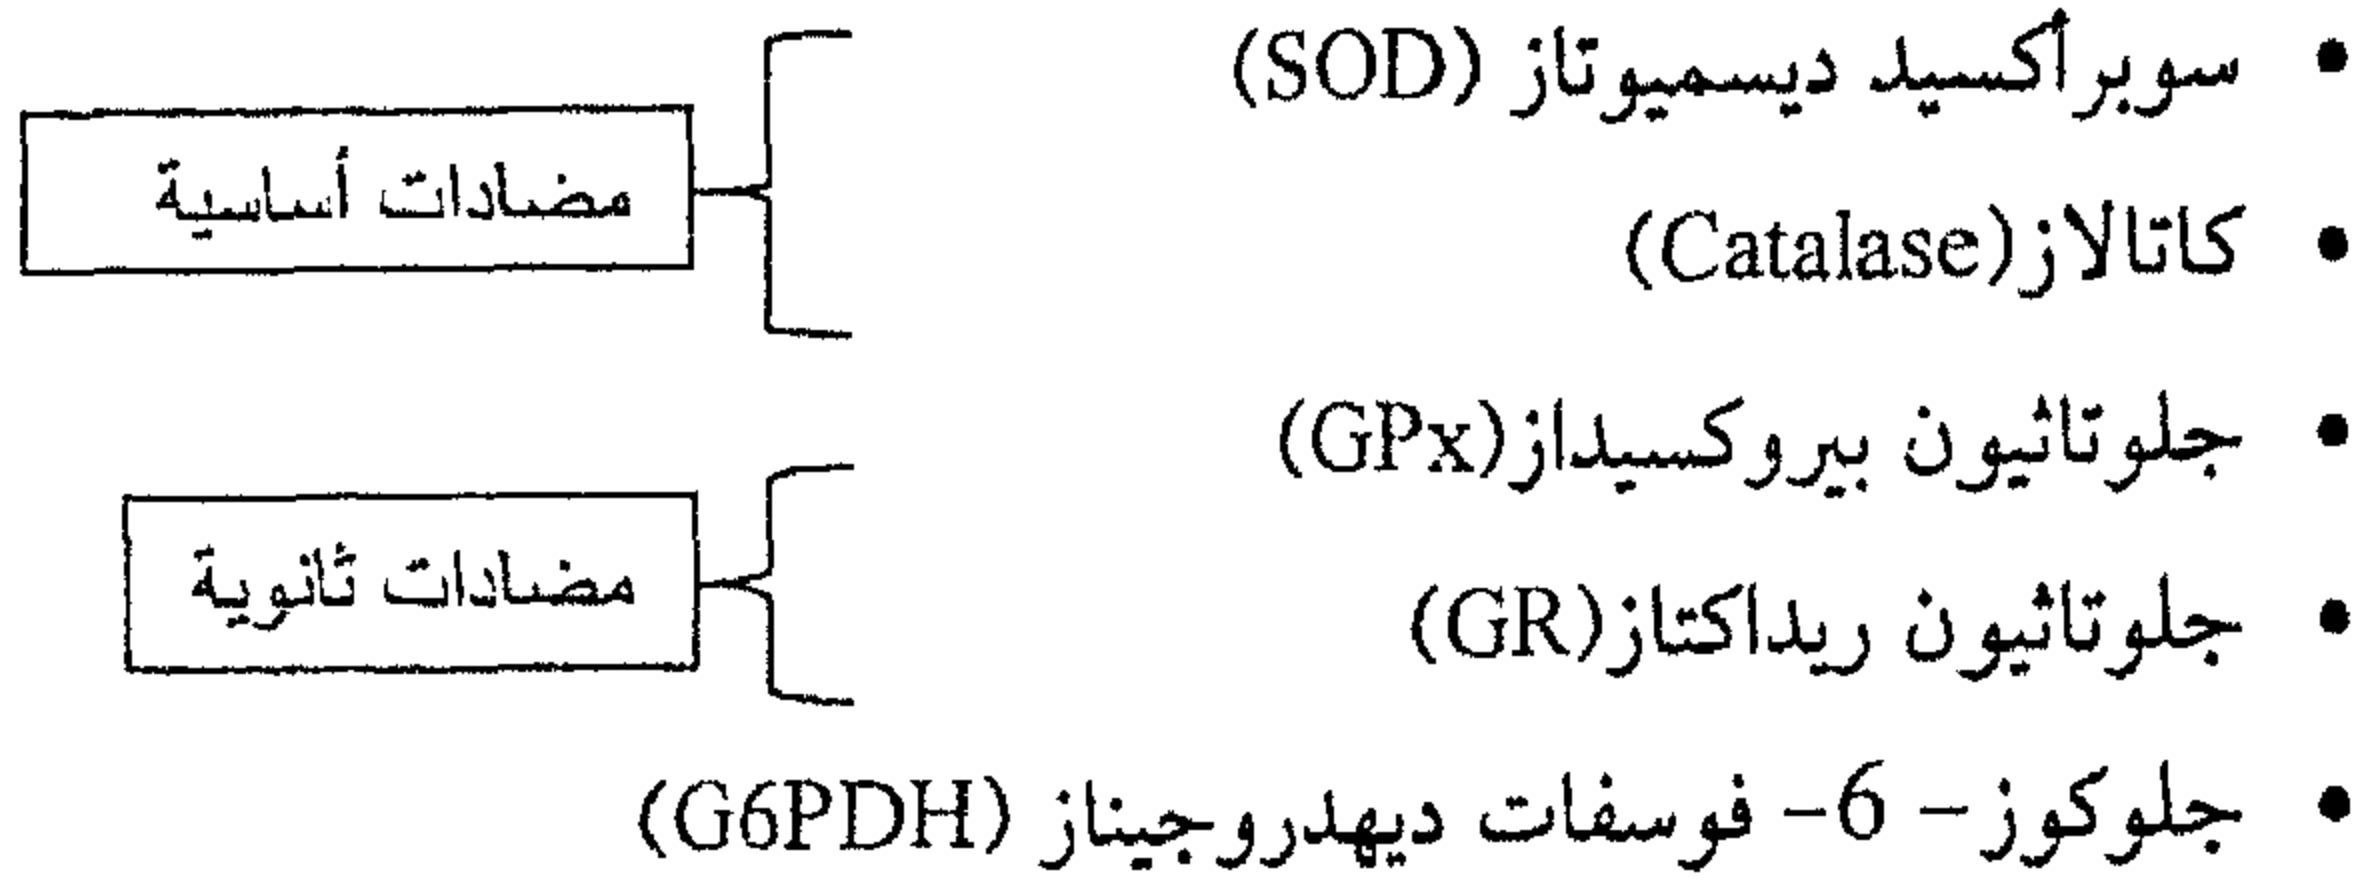 • سوبرأكسيد ديسميوتاز (SOD)
مضادات أساسية
• كاتالاز(Catalase)
• جلوتاثيون بيروكسيداز(GPx)
مضادات ثانوية
• جلوتاثيون ريداكتاز(GR)
• جلوكوز– 6– فوسفات ديهدروجيناز (G6PDH)